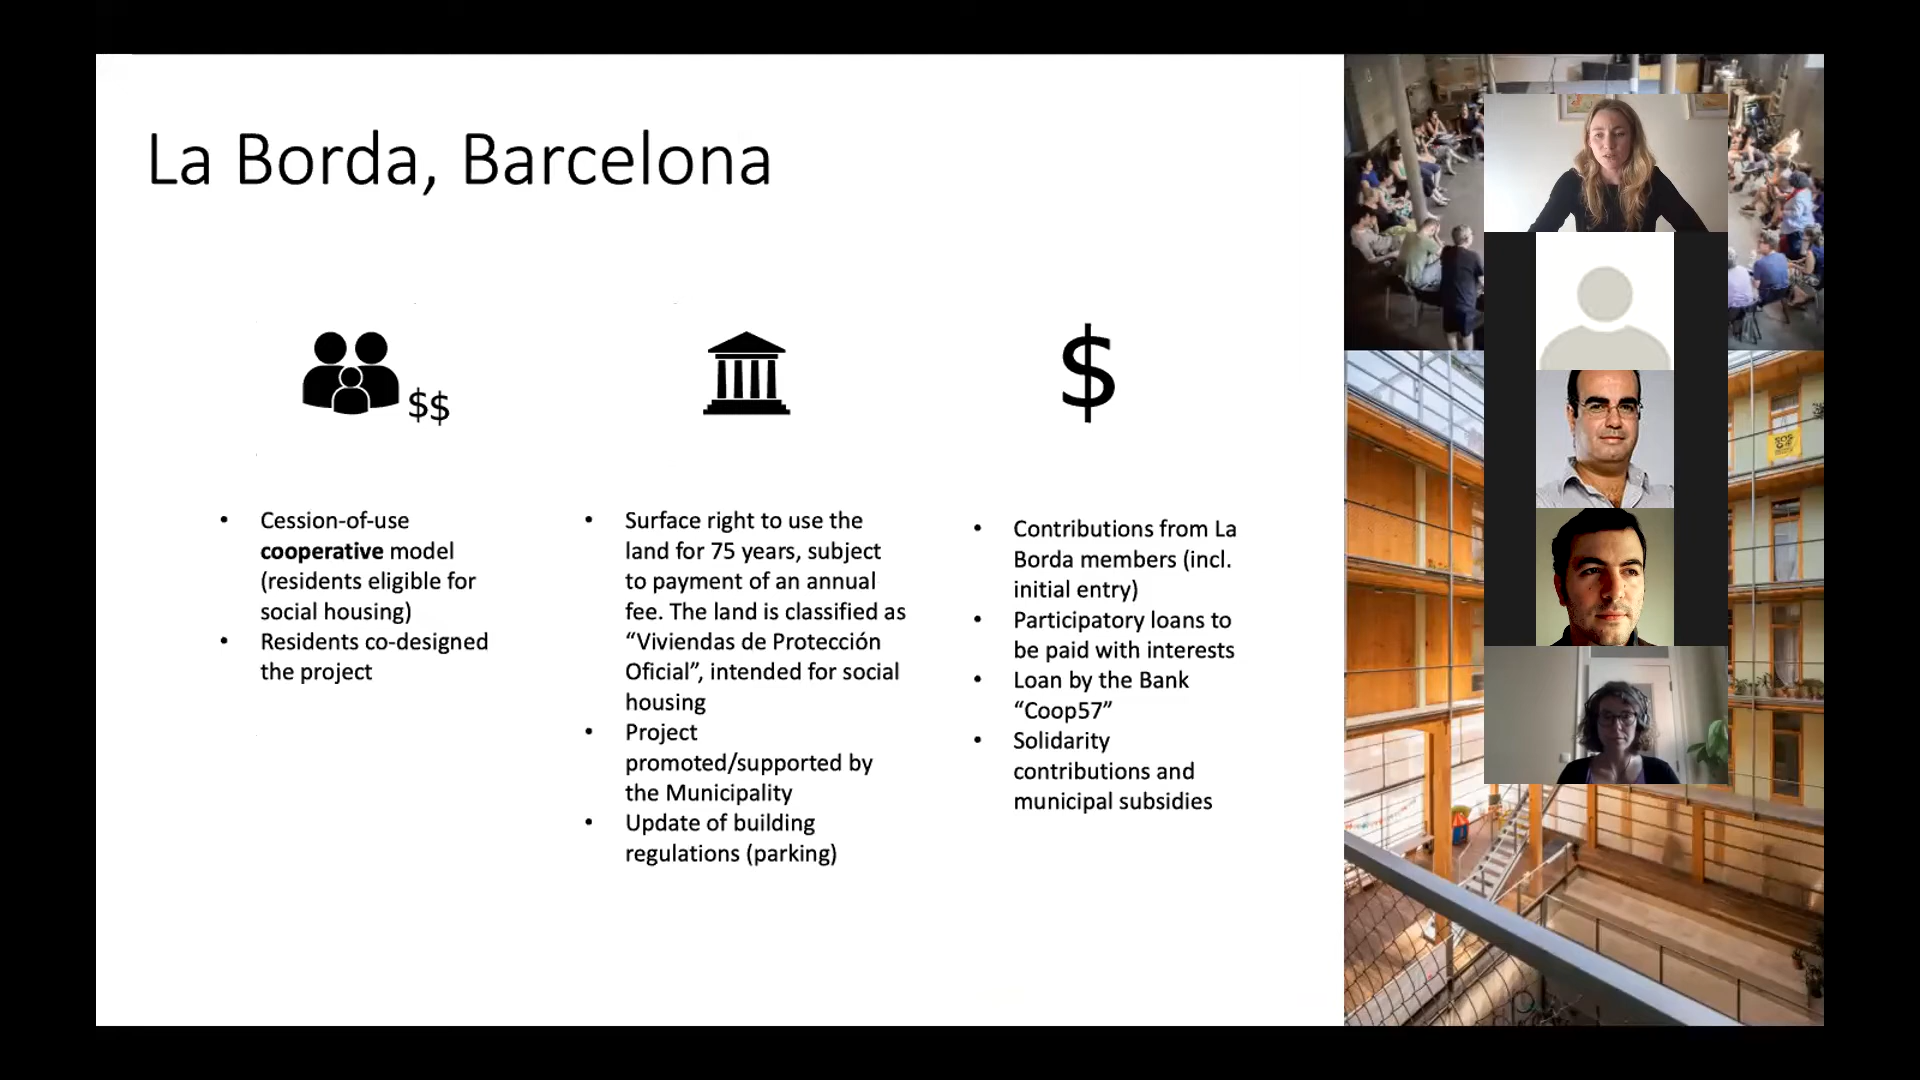 La Borda, Barcelona
$$
$
• Cession-of-use
cooperative model
(residents eligible for
social housing)
• Residents co-designed
the project
• Surface right to use the
land for 75 years, subject
to payment of an annual
fee. The land is classified as
“Viviendas de Protección
Oficial”, intended for social
housing
• Project
promoted/supported by
the Municipality
• Update of building
regulations (parking)
• Contributions from La
Borda members (incl.
initial entry)
• Participatory loans to
be paid with interests
• Loan by the Bank
“Coop57”
• Solidarity
contributions and
municipal subsidies